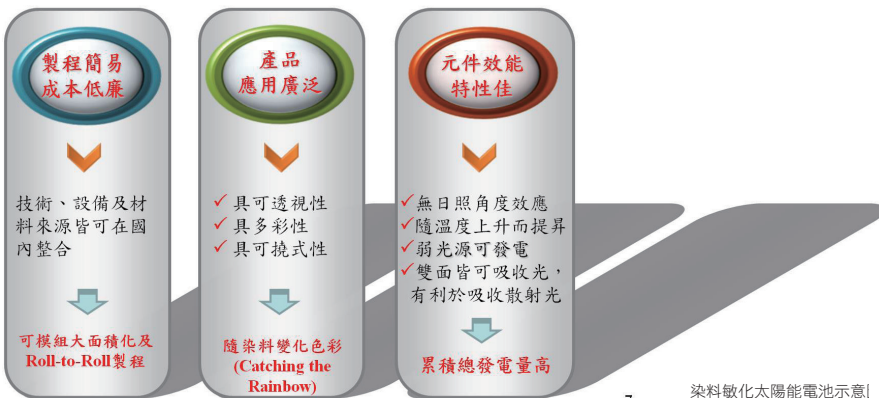 製程簡易
成本低廉
技術、設備及材
料來源皆可在國
內整合
可模組大面積化及
Roll-to-Roll製程
產品
應用廣泛
具可透視性
具多彩性
具可撓式性
隨染料變化色彩
(Catching the
Rainbow)
元件效能
特性佳
無日照角度效應
隨溫度上升而提昇
弱光源可發電
雙面皆可吸收光，
有利於吸收散射光
累積總發電量高
染料敏化太陽能電池示意